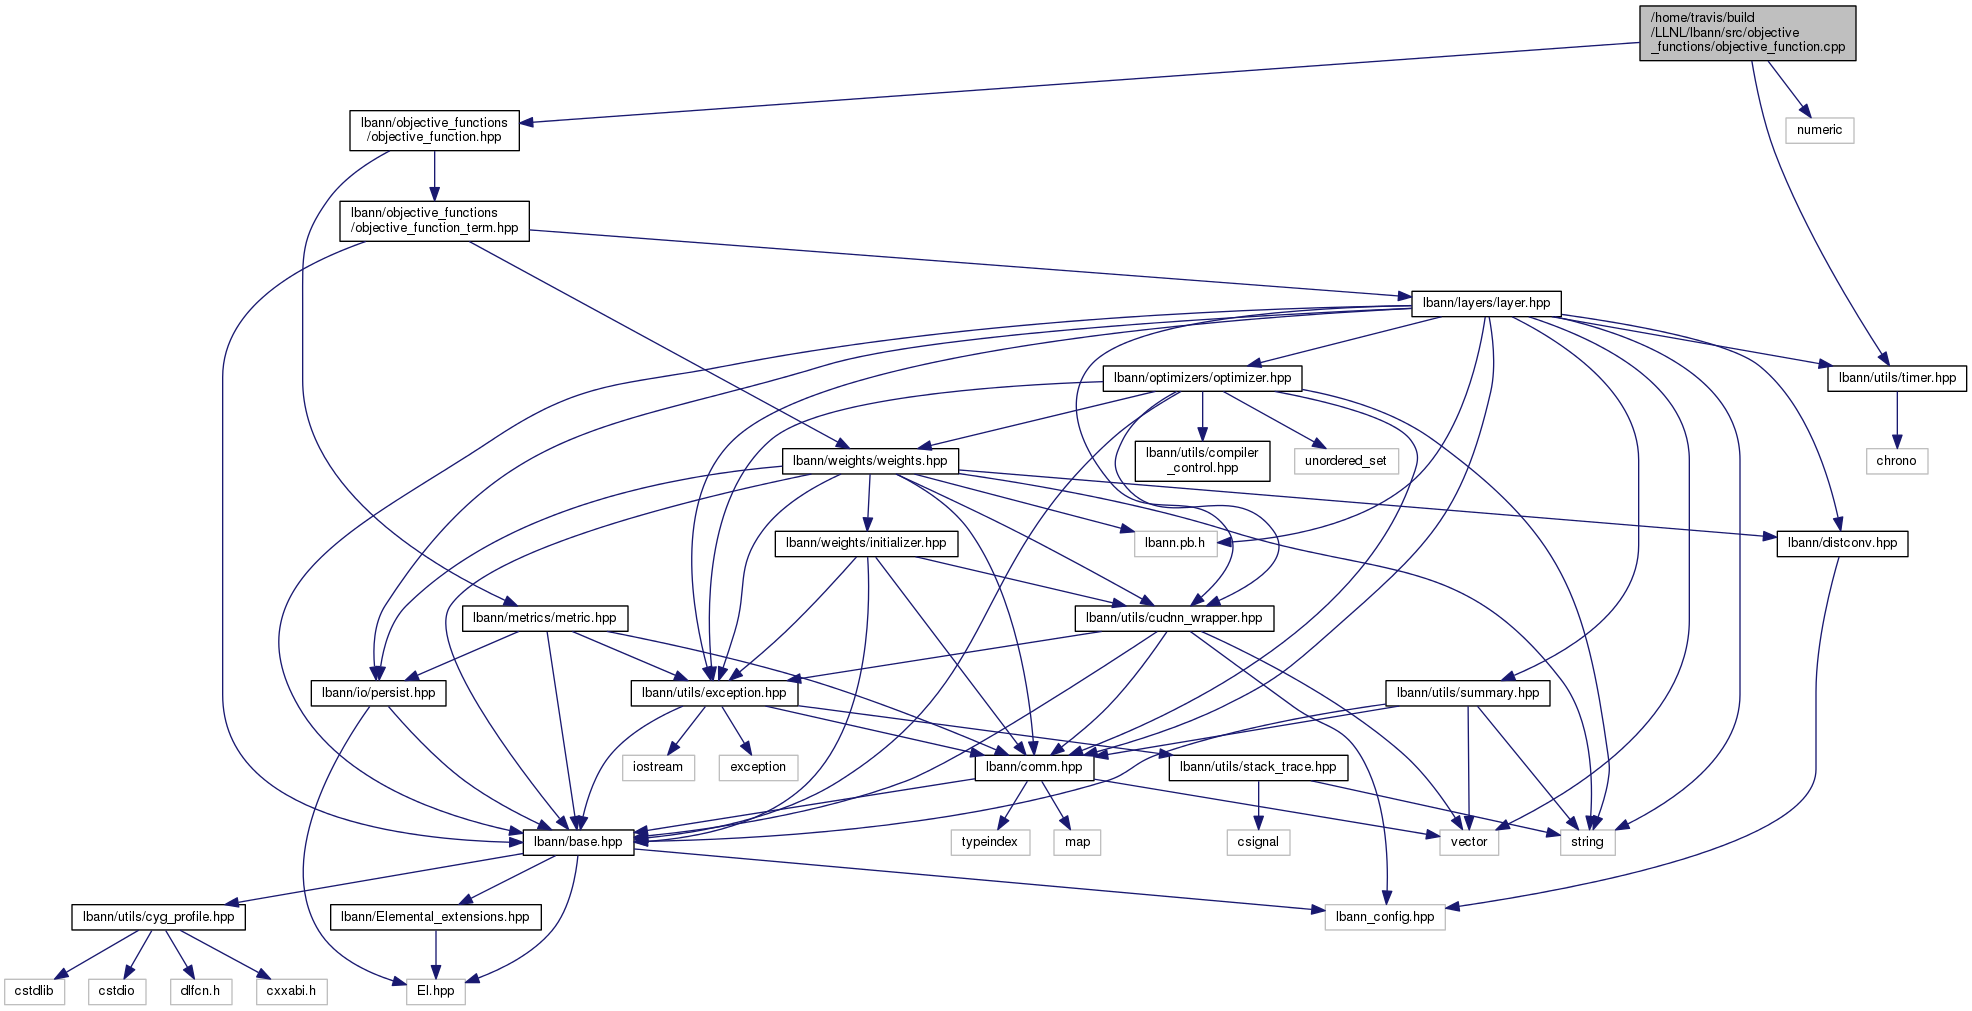 /home/travis/build
/LLNL/lbann/src/objective
_functions/objective_function.cpp
lbann/objective_functions
/objective_function.hpp
numeric
lbann/objective_functions
/objective_function_term.hpp
lbann/layers/layer.hpp
lbann/optimizers/optimizer.hpp
lbann/utils/timer.hpp
lbann/weights/weights.hpp
lbann/utils/compiler
_control.hpp
unordered_set
chrono
lbann/weights/initializer.hpp
lbann.pb.h
lbann/distconv.hpp
lbann/metrics/metric.hpp
lbann/utils/cudnn_wrapper.hpp
lbann/io/persist.hpp
lbann/utils/exception.hpp
lbann/utils/summary.hpp
iostream
exception
lbann/comm.hpp
lbann/utils/stack_trace.hpp
lbann/base.hpp
typeindex
map
csignal
vector
string
lbann/utils/cyg_profile.hpp
lbann/Elemental_extensions.hpp
lbann_config.hpp
cstdlib
cstdio
dlfcn.h
cxxabi.h
El.hpp